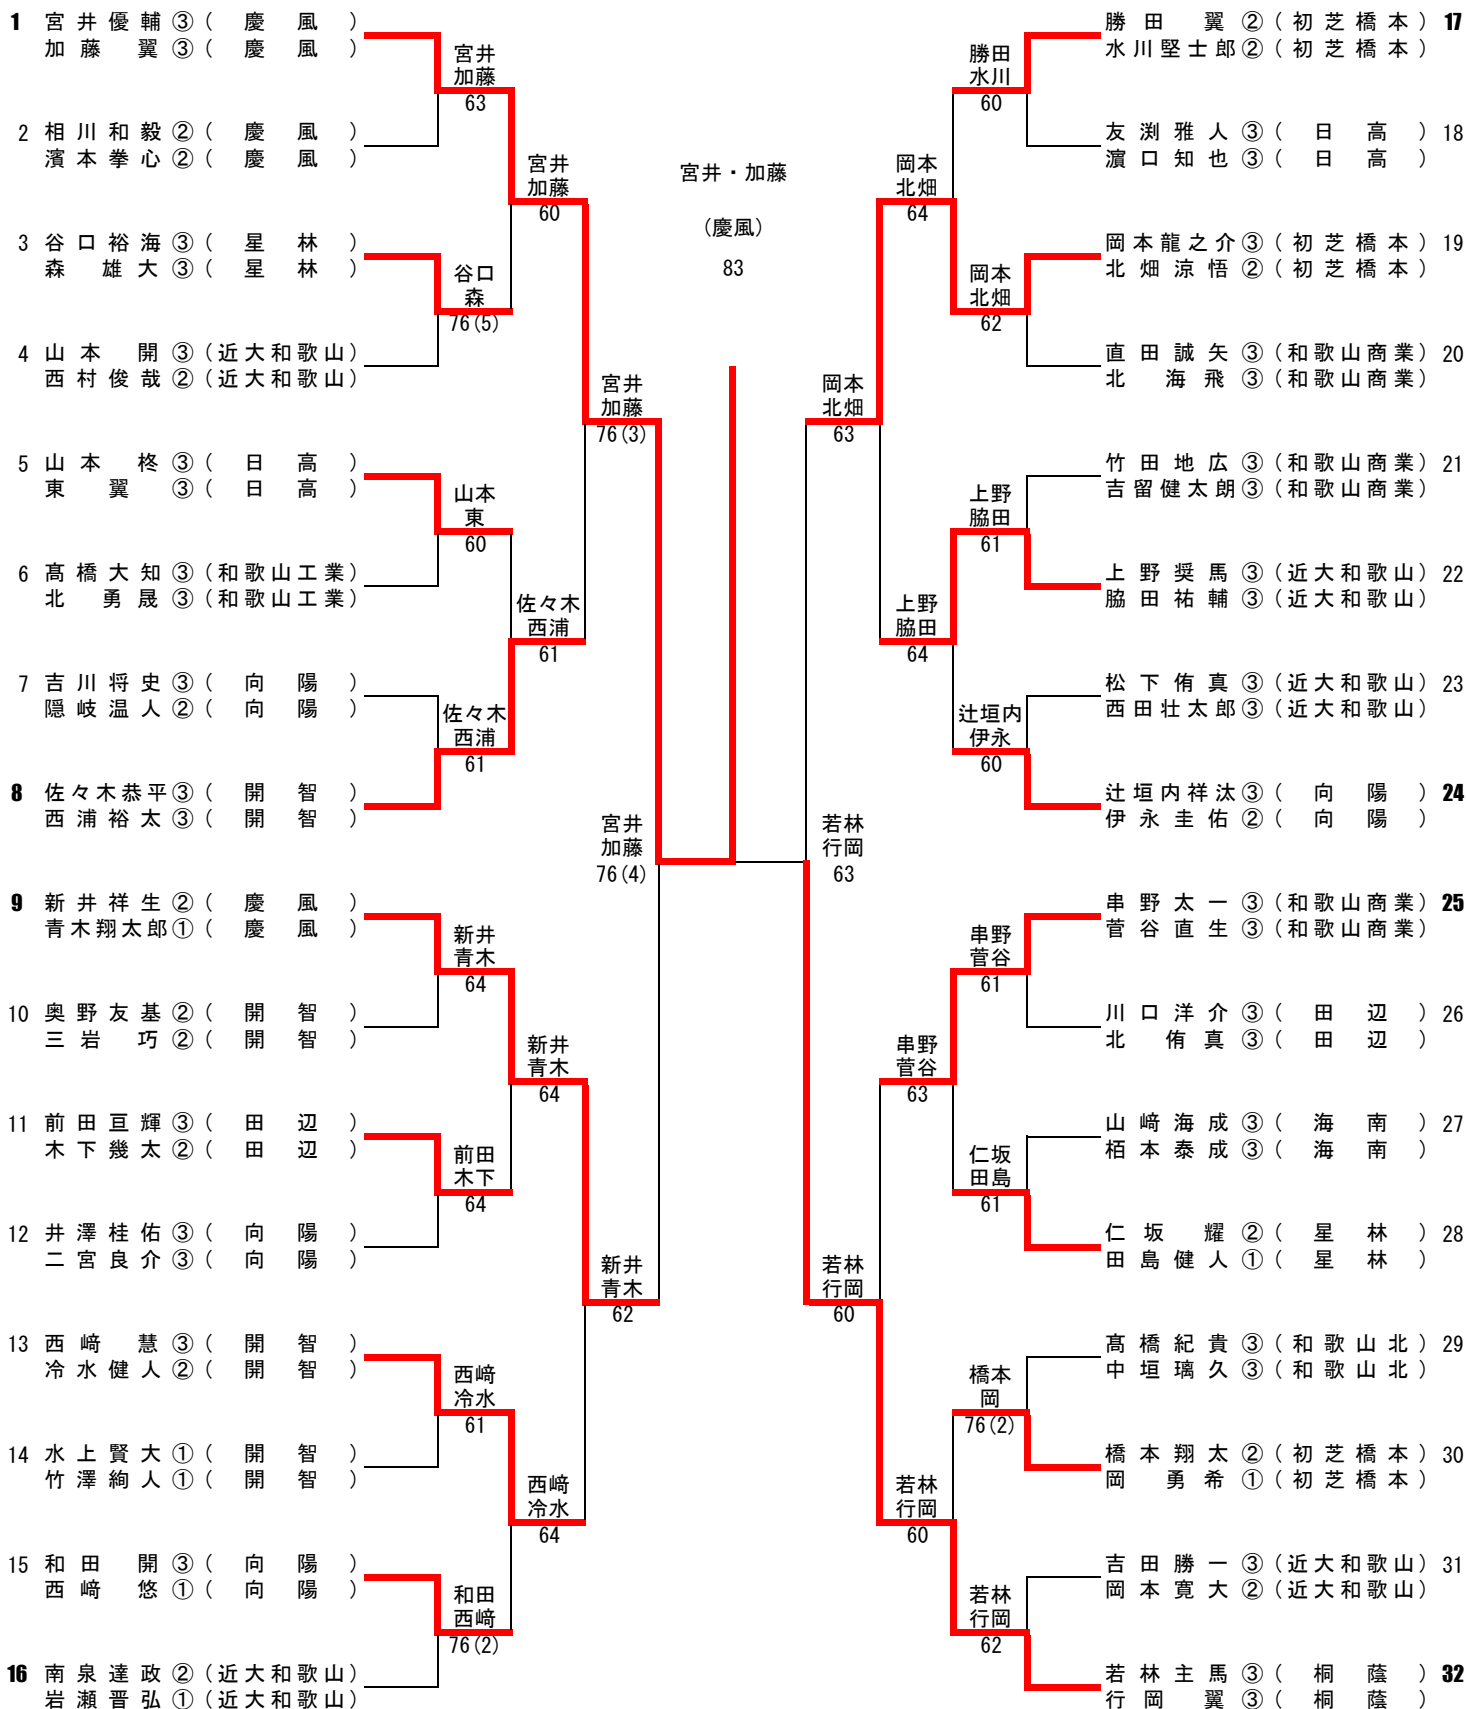 1 宮井優輔③(慶風)
加藤翼③(慶風)
2 相川和毅②(慶風)
濱本拳心②(慶風)
3 谷口裕海③(星林)
森雄大③(星林)
4 山本開③(近大和歌山)
西村俊哉②(近大和歌山)
5 山本柊③(日高)
東翼③(日高)
6 髙橋大知③(和歌山工業)
北勇晟③(和歌山工業)
7 吉川将史③(向陽)
隠岐温人②(向陽)
8 佐々木恭平③(開智)
西浦裕太③(開智)
9 新井祥生②(慶風)
青木翔太郎①(慶風)
10 奥野友基②(開智)
三岩巧②(開智)
11 前田亘輝③(田辺)
木下幾太②(田辺)
12 井澤桂佑③(向陽)
二宮良介③(向陽)
13 西﨑慧③(開智)
冷水健人②(開智)
14 水上賢大①(開智)
竹澤絢人①(開智)
15 和田開③(向陽)
西﨑悠①(向陽)
16 南泉達政②(近大和歌山)
岩瀬晋弘①(近大和歌山)
宮井
加藤
63
谷口
森
76(5)
山本
東
60
佐々木
西浦
61
新井
青木
64
前田
木下
64
西﨑
冷水
61
和田
西﨑
76(2)
宮井
加藤
60
佐々木
西浦
61
新井
青木
64
西﨑
冷水
64
宮井
加藤
76(3)
新井
青木
62
宮井
加藤
76(4)
宮井・加藤
(慶風)
83
若林
行岡
63
岡本
北畑
63
若林
行岡
60
岡本
北畑
64
上野
脇田
64
串野
菅谷
63
若林
行岡
60
勝田
水川
60
岡本
北畑
62
上野
脇田
61
辻垣内
伊永
60
串野
菅谷
61
仁坂
田島
61
橋本
岡
76(2)
若林
行岡
62
勝田翼②(初芝橋本) 17
水川堅士郎②(初芝橋本)
友渕雅人③(日高) 18
濵口知也③(日高)
岡本龍之介③(初芝橋本) 19
北畑涼悟②(初芝橋本)
直田誠矢③(和歌山商業) 20
北海飛③(和歌山商業)
竹田地広③(和歌山商業) 21
吉留健太朗③(和歌山商業)
上野奨馬③(近大和歌山) 22
脇田祐輔③(近大和歌山)
松下侑真③(近大和歌山) 23
西田壮太郎③(近大和歌山)
辻垣内祥汰③(向陽) 24
伊永圭佑②(向陽)
串野太一③(和歌山商業) 25
菅谷直生③(和歌山商業)
川口洋介③(田辺) 26
北侑真③(田辺)
山﨑海成③(海南) 27
栢本泰成③(海南)
仁坂耀②(星林) 28
田島健人①(星林)
髙橋紀貴③(和歌山北) 29
中垣璃久③(和歌山北)
橋本翔太②(初芝橋本) 30
岡勇希①(初芝橋本)
吉田勝一③(近大和歌山) 31
岡本寛大②(近大和歌山)
若林主馬③(桐蔭) 32
行岡翼③(桐蔭)